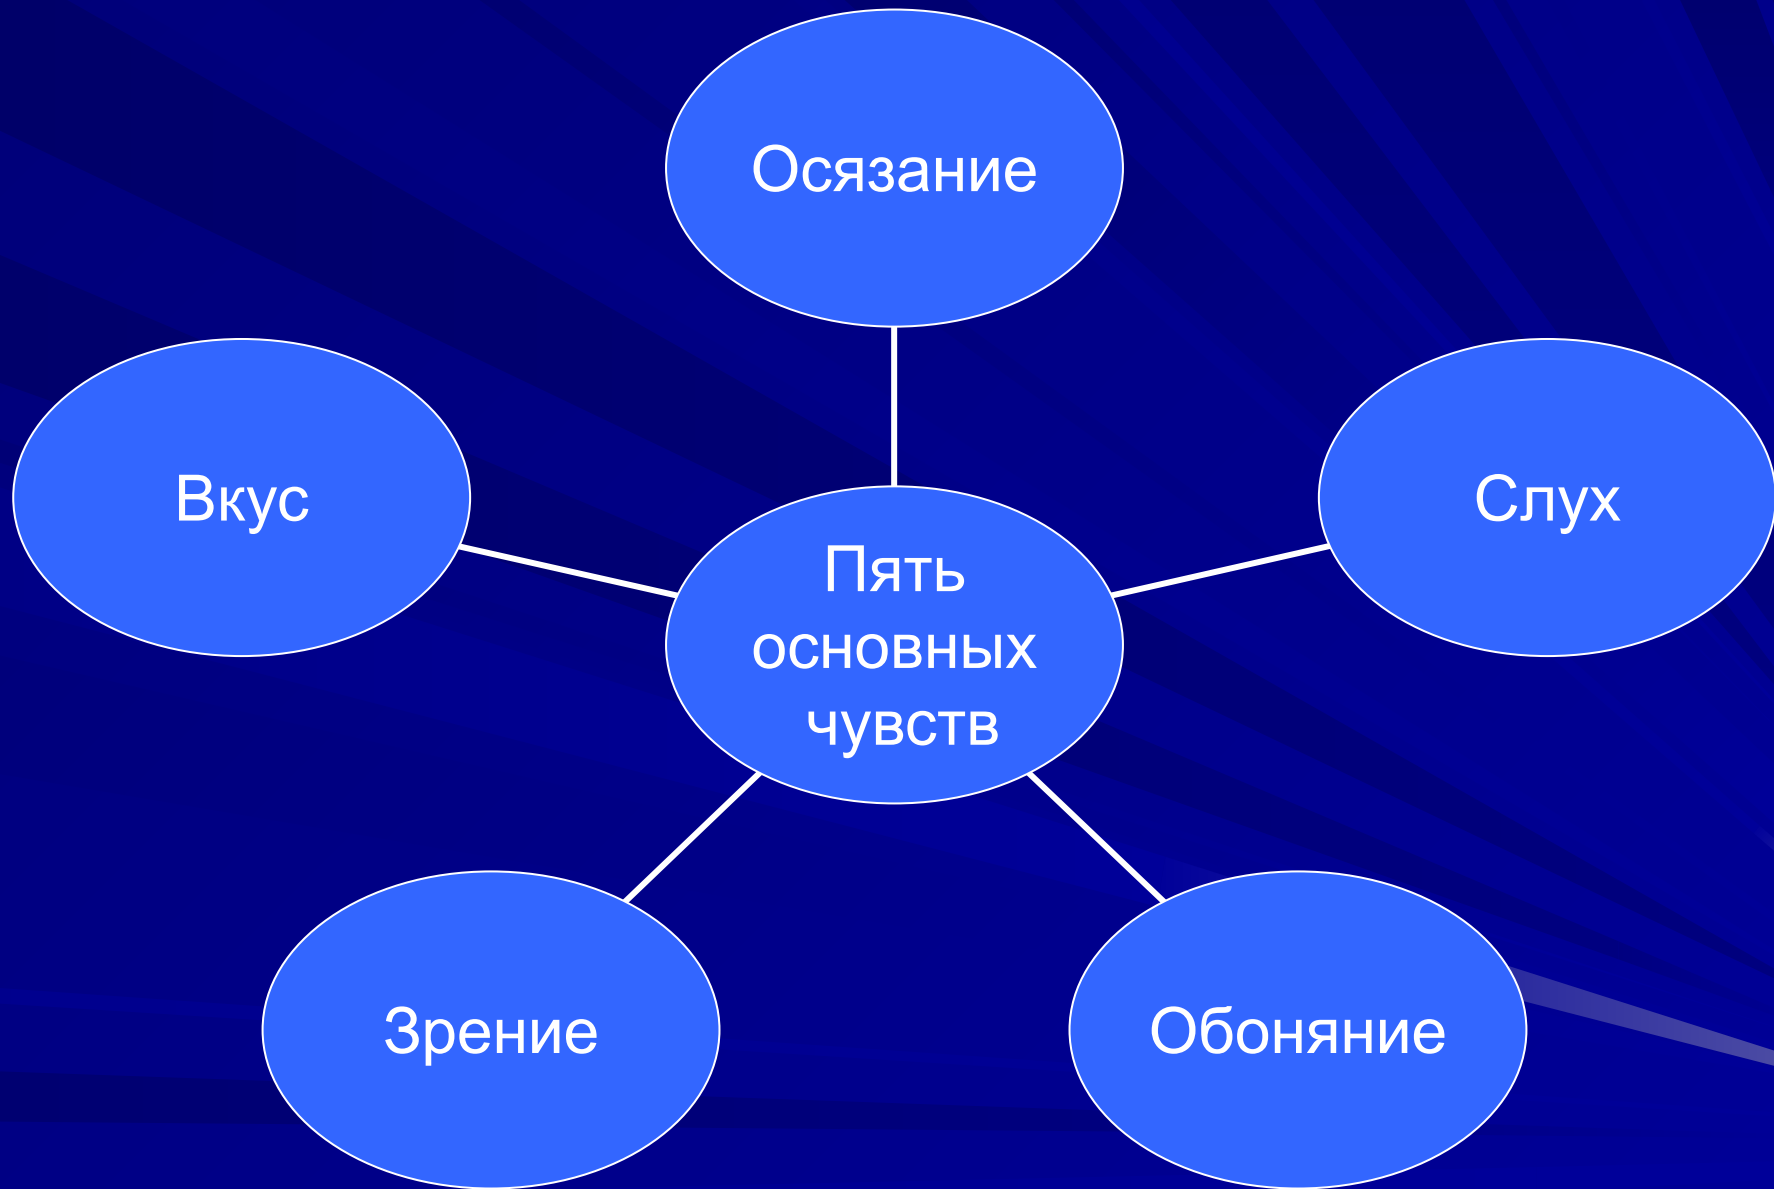 Осязание
Вкус
Слух
Пять
основных
чувств
Зрение
Обоняние